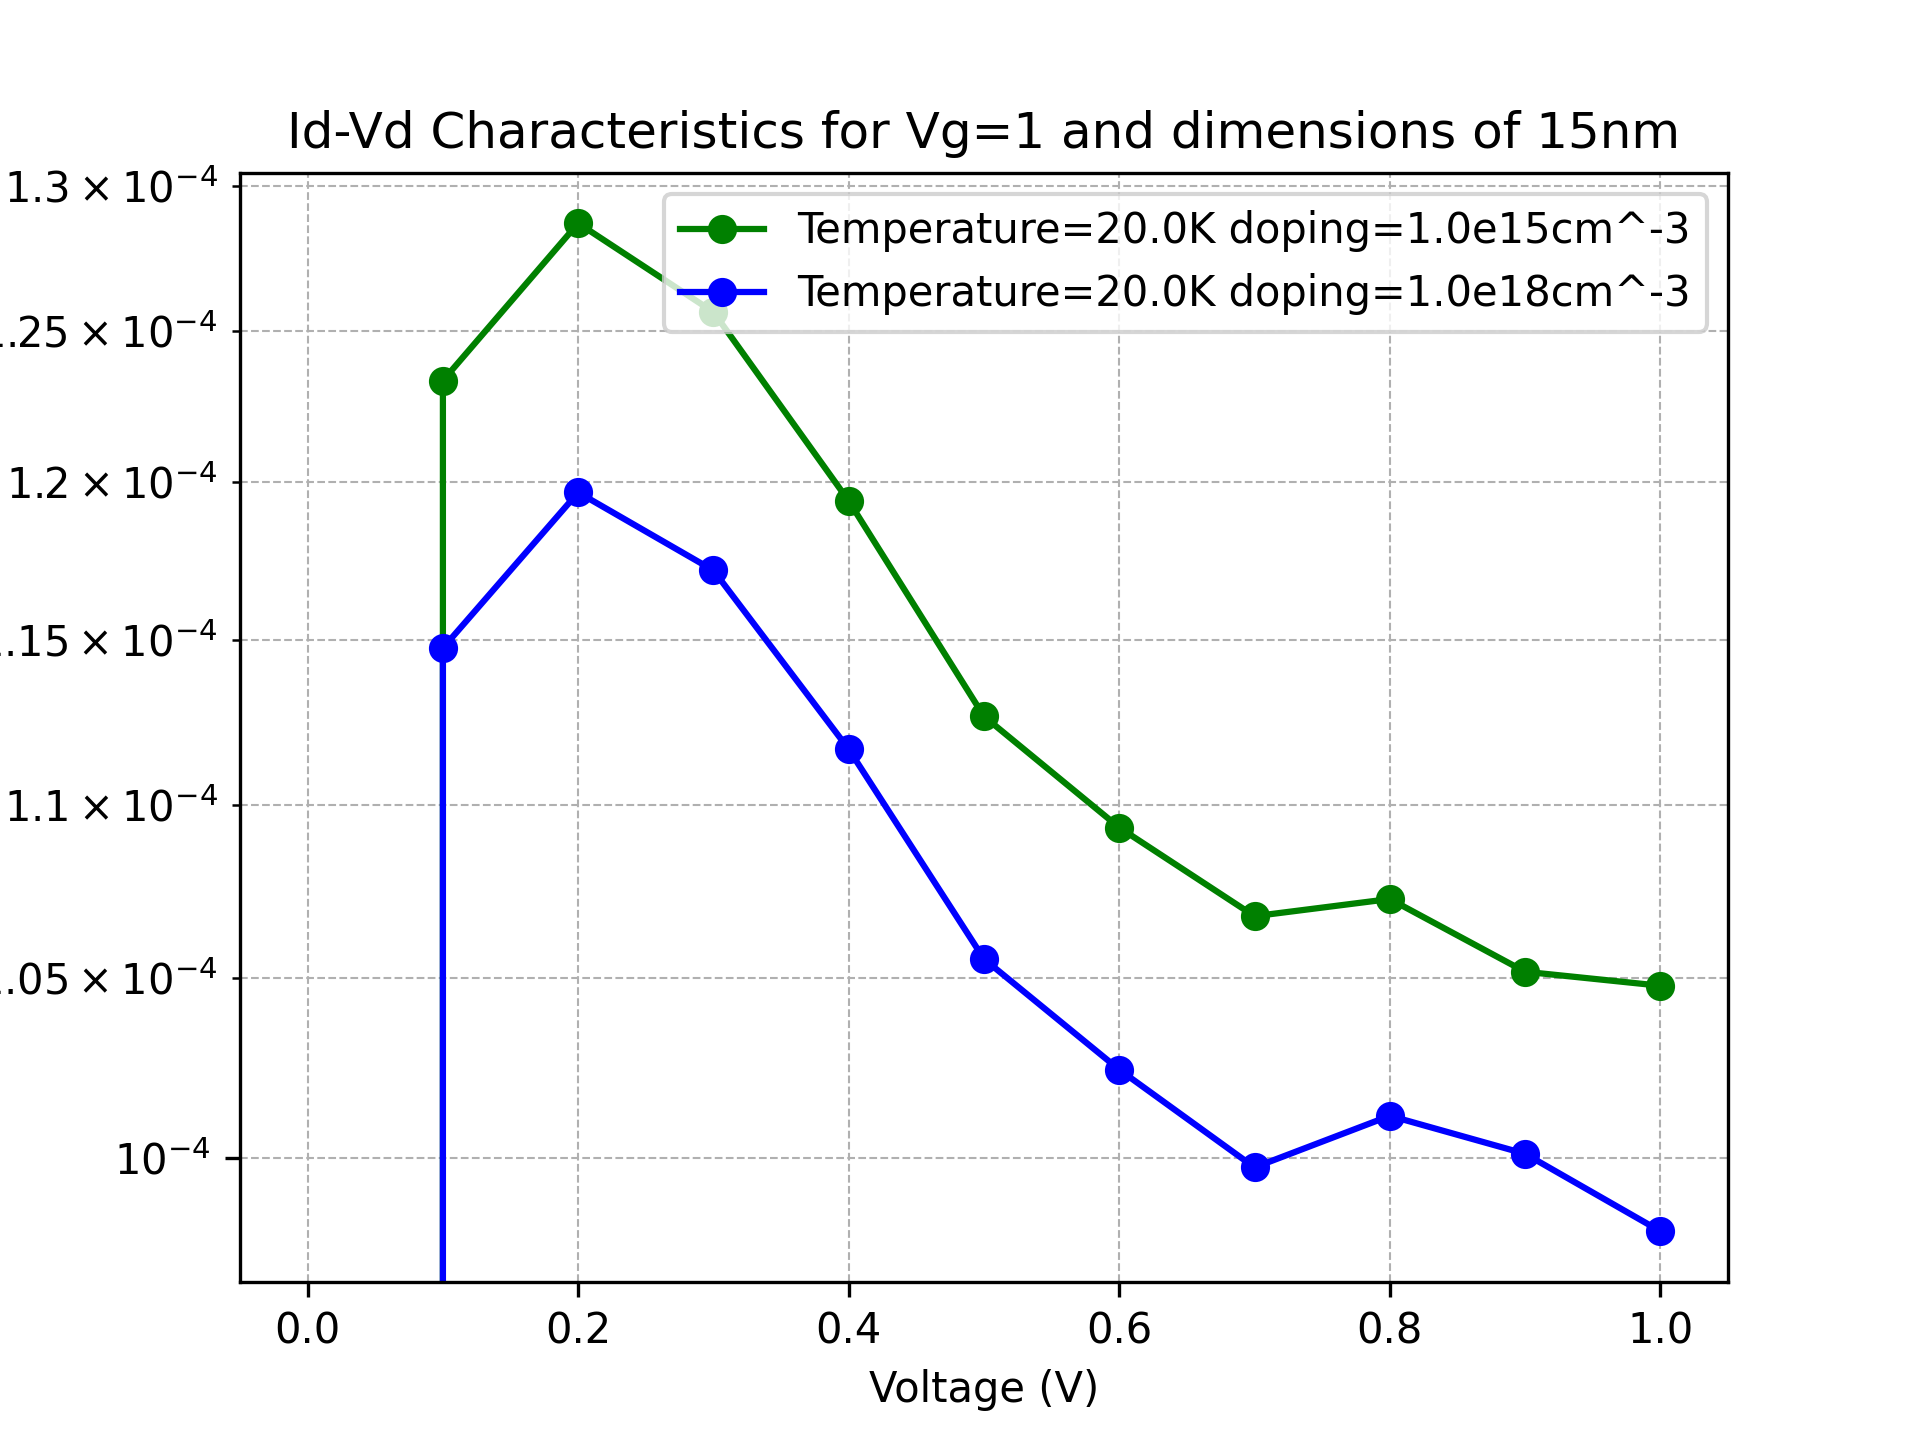 Id-Vd Characteristics for Vg=1 and dimensions of 15nm
1.3 × 10⁻⁴
.25 × 10⁻⁴
1.2 × 10⁻⁴
.15 × 10⁻⁴
1.1 × 10⁻⁴
.05 × 10⁻⁴
10⁻⁴
Temperature=20.0K doping=1.0e15cm^-3
Temperature=20.0K doping=1.0e18cm^-3
0.0 0.2 0.4 0.6 0.8 1.0
Voltage (V)